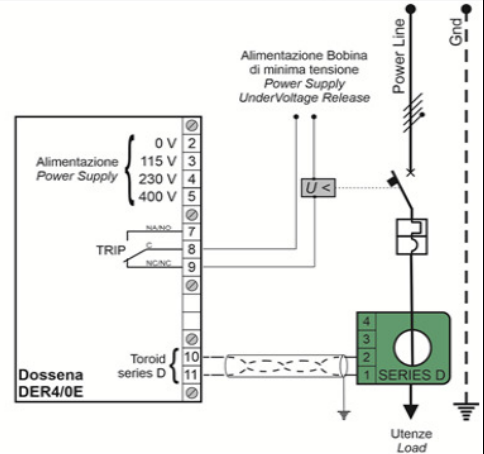 Alimentazione Bobina
di minima tensione
Power Supply
UnderVoltage Release
Power Line
Gnd
Alimentazione
Power Supply
0 V 2
115 V 3
230 V 4
400 V 5
U <
TRIP
NA/NO 7
C 8
NC/NC 9
Toroid
series D
10
11
4
3
2
1
SERIES D
Dossena
DER4/0E
Utenze
Load